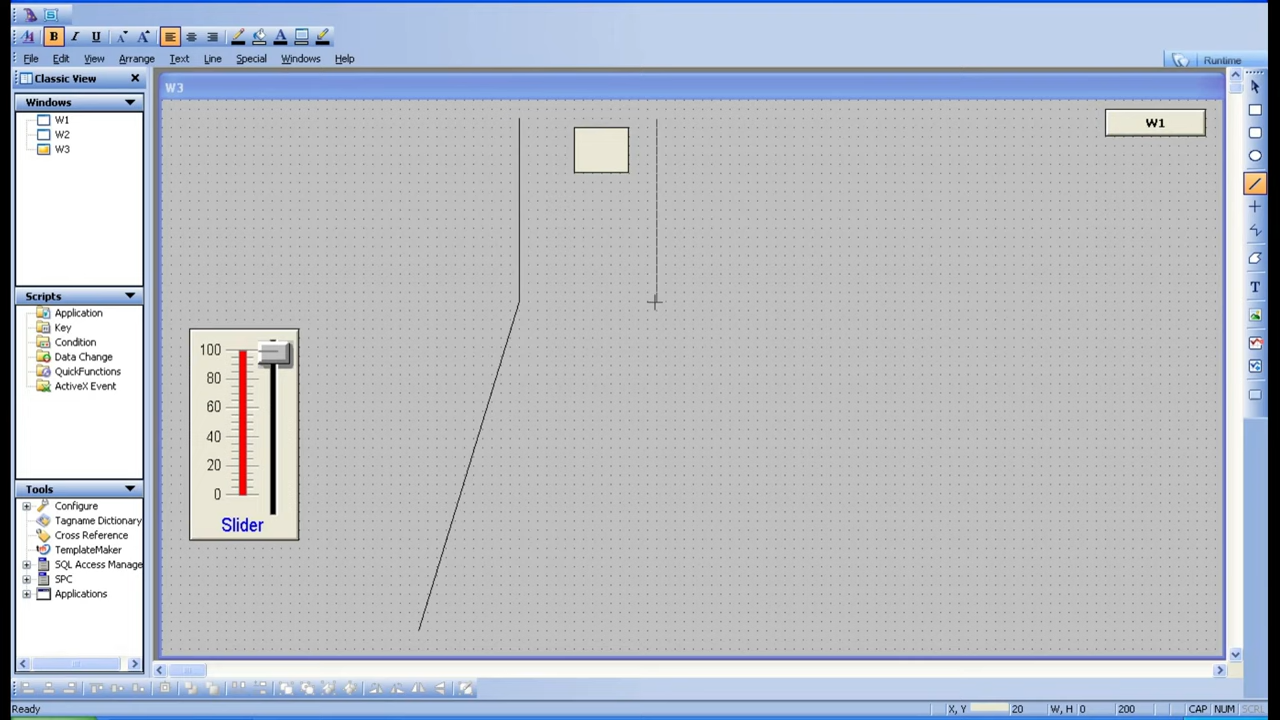 B I U A A A
File Edit View Arrange Text Line Special Windows Help
Runtime
Classic View
W3
Windows
W1
W2
W3
W1
Scripts
Application
Key
Condition
Data Change
QuickFunctions
ActiveX Event
100
80
60
40
20
0
Slider
Tools
Configure
Tagname Dictionary
Cross Reference
TemplateMaker
SQL Access Manage
SPC
Applications
T
Ready
X, Y 20 W, H 0 200 CAP NUM SCRL